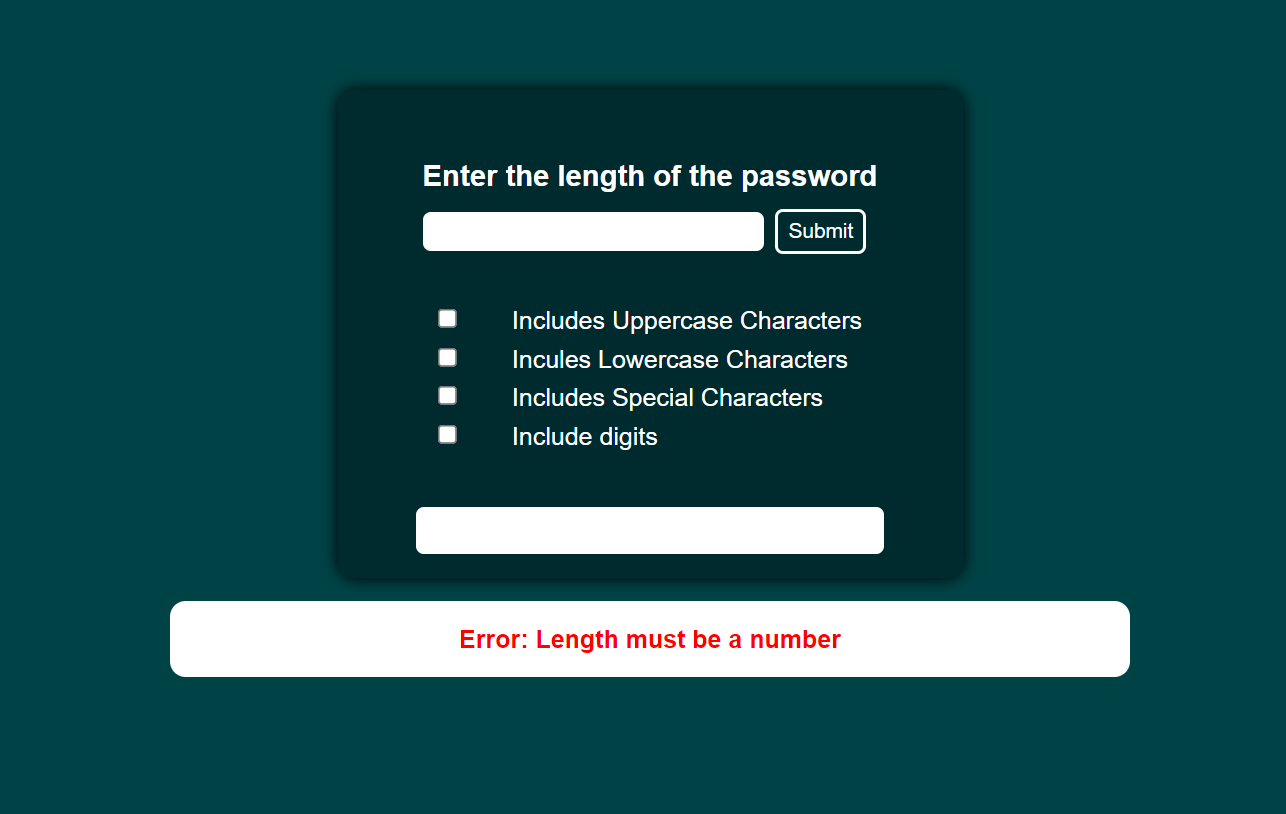 Enter the length of the password
Submit
Includes Uppercase Characters
Incules Lowercase Characters
Includes Special Characters
Include digits
Error: Length must be a number